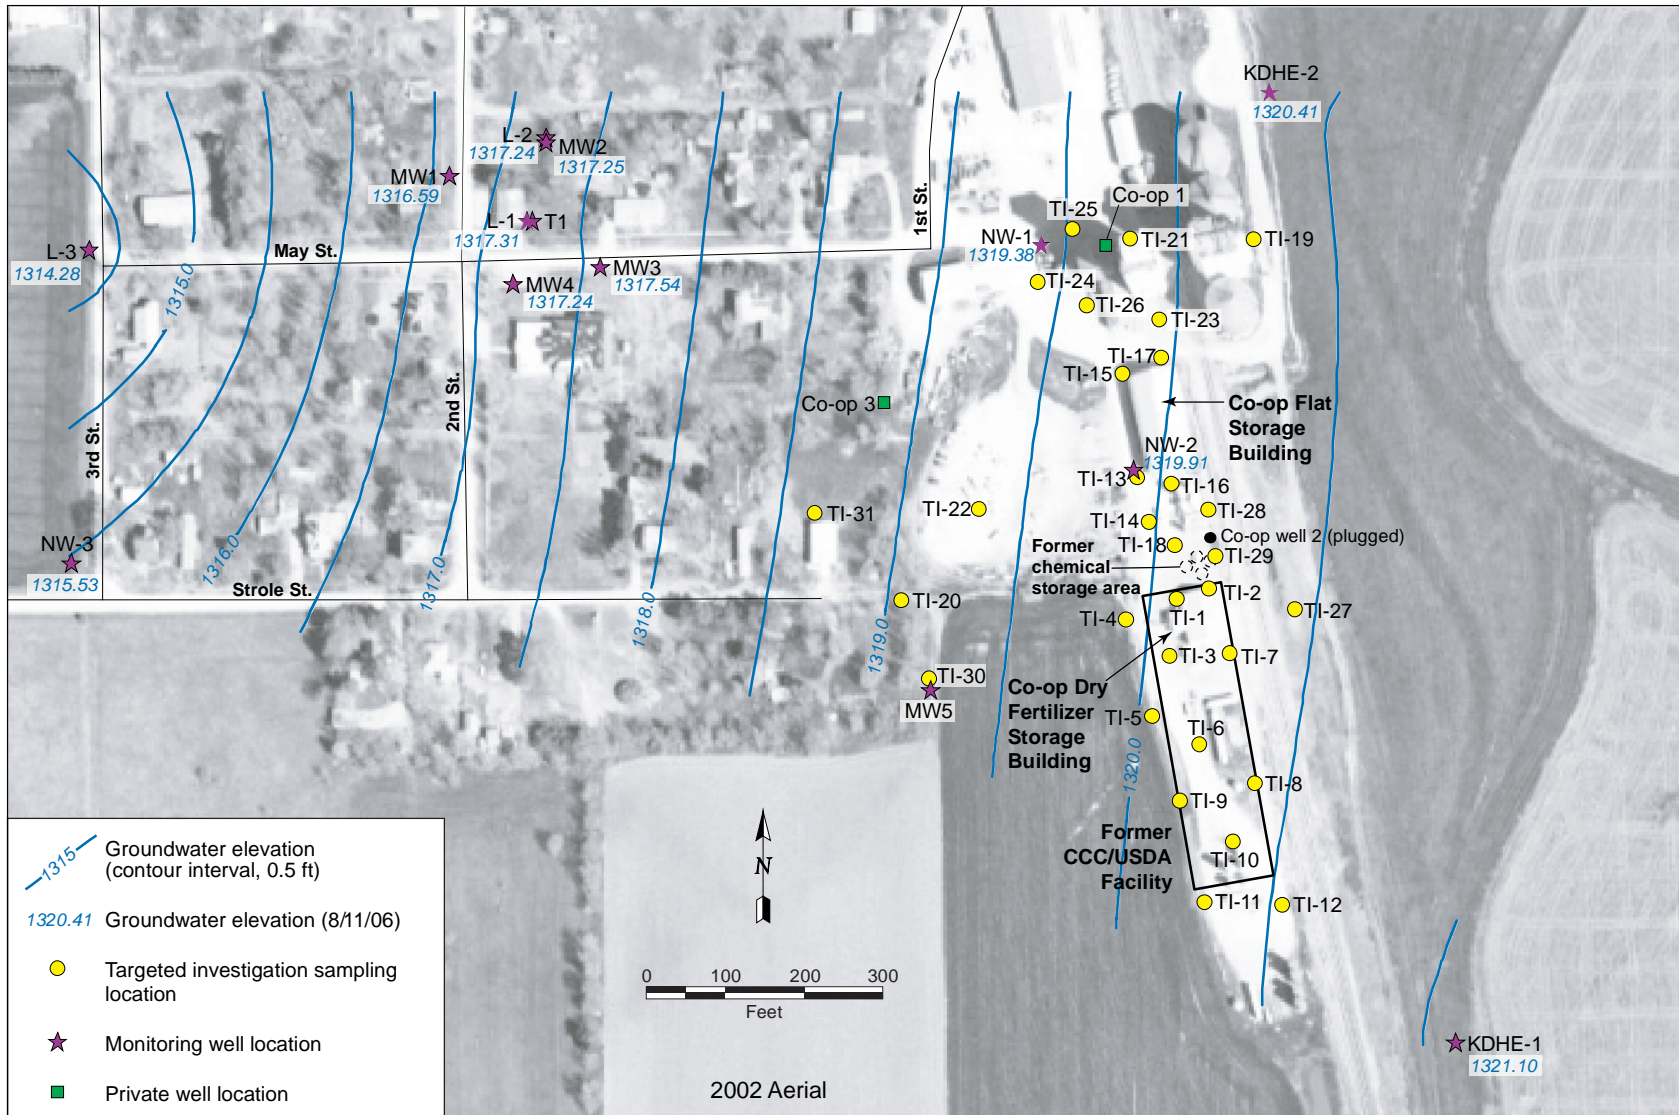 KDHE-2
1320.41
L-2
1317.24
MW2
1317.25
MW1
1316.59
L-1
T1
1317.31
1st St.
Co-op 1
TI-25
NW-1
1319.38
TI-21
TI-19
L-3
1314.28
May St.
MW3
1317.54
MW4
1317.24
TI-24
TI-26
TI-23
1315.0
TI-17
TI-15
2nd St.
3rd St.
Co-op 3
Co-op Flat
Storage
Building
NW-2
1319.91
TI-13
TI-16
TI-31
TI-22
TI-28
TI-14
Co-op well 2 (plugged)
TI-18
TI-29
Former
chemical
storage area
NW-3
1315.53
1316.0
1317.0
1318.0
1319.0
1320.0
Strole St.
TI-20
TI-2
TI-1
TI-27
TI-4
TI-3
TI-7
TI-30
MW5
Co-op Dry
Fertilizer
Storage
Building
TI-5
TI-6
TI-8
TI-9
TI-10
Former
CCC/USDA
Facility
TI-11
TI-12
KDHE-1
1321.10
1315
Groundwater elevation
(contour interval, 0.5 ft)
1320.41
Groundwater elevation (8/11/06)
Targeted investigation sampling
location
Monitoring well location
Private well location
N
0 100 200 300
Feet
2002 Aerial